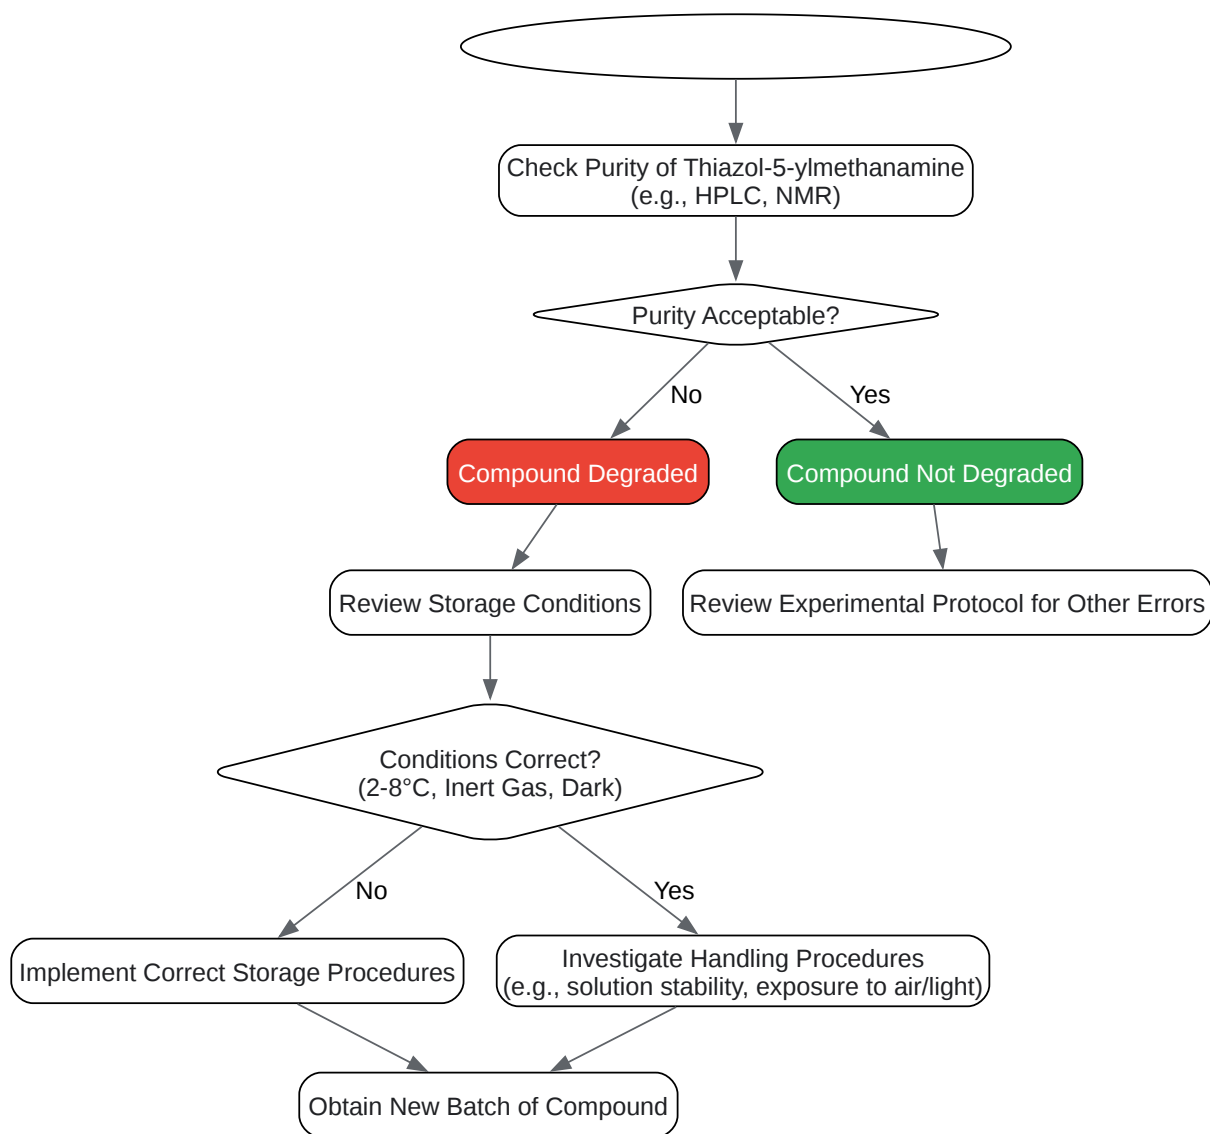 Check Purity of Thiazol-5-ylmethanamine
(e.g., HPLC, NMR)
Purity Acceptable?
No
Yes
Compound Degraded
Compound Not Degraded
Review Storage Conditions
Review Experimental Protocol for Other Errors
Conditions Correct?
(2-8°C, Inert Gas, Dark)
No
Yes
Implement Correct Storage Procedures
Investigate Handling Procedures
(e.g., solution stability, exposure to air/light)
Obtain New Batch of Compound